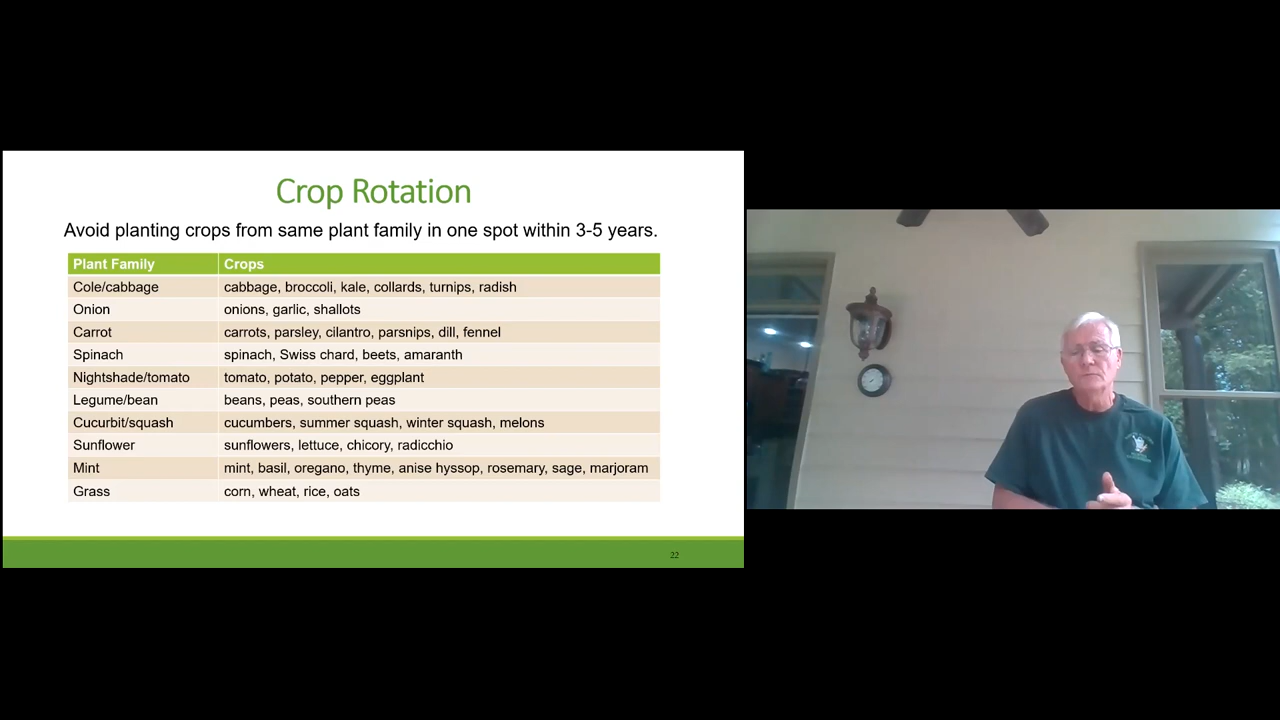 Crop Rotation
Avoid planting crops from same plant family in one spot within 3-5 years.
Plant Family Crops
Cole/cabbage cabbage, broccoli, kale, collards, turnips, radish
Onion onions, garlic, shallots
Carrot carrots, parsley, cilantro, parsnips, dill, fennel
Spinach spinach, Swiss chard, beets, amaranth
Nightshade/tomato tomato, potato, pepper, eggplant
Legume/bean beans, peas, southern peas
Cucurbit/squash cucumbers, summer squash, winter squash, melons
Sunflower sunflowers, lettuce, chicory, radicchio
Mint mint, basil, oregano, thyme, anise hyssop, rosemary, sage, marjoram
Grass corn, wheat, rice, oats
22